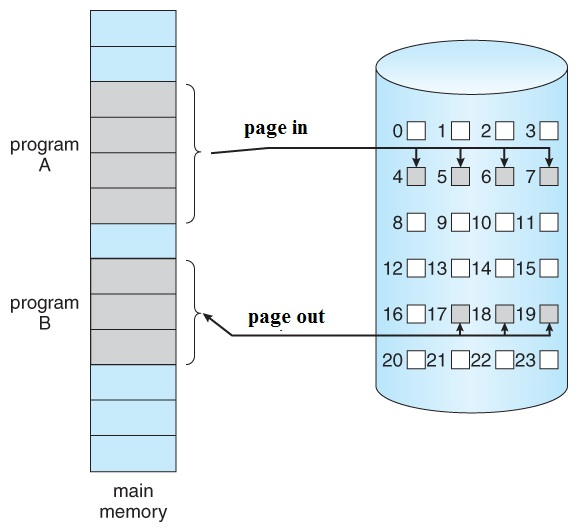 page in
0 1 2 3
program
A
4 5 6 7
8 9 10 11
12 13 14 15
program
B
16 17 18 19
page out
20 21 22 23
main
memory